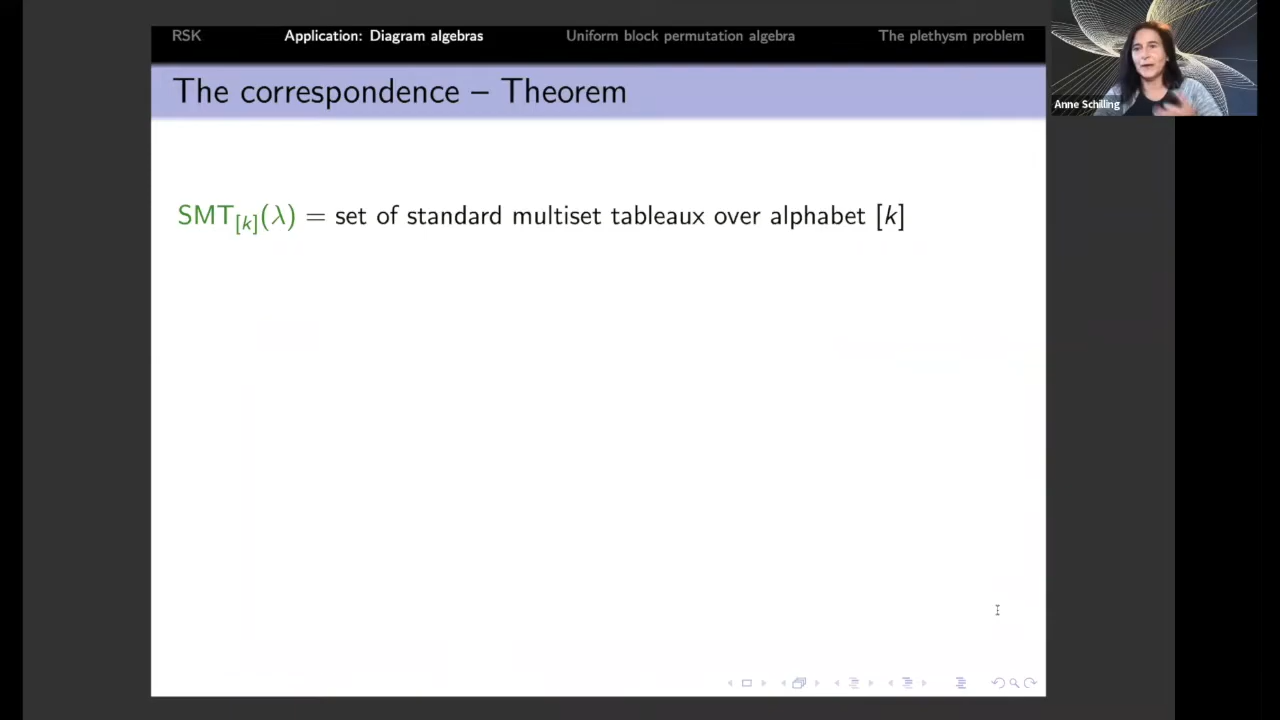 RSK Application: Diagram algebras Uniform block permutation algebra The plethysm problem
The correspondence – Theorem
SMT[k](λ) = set of standard multiset tableaux over alphabet [k]
Anne Schilling